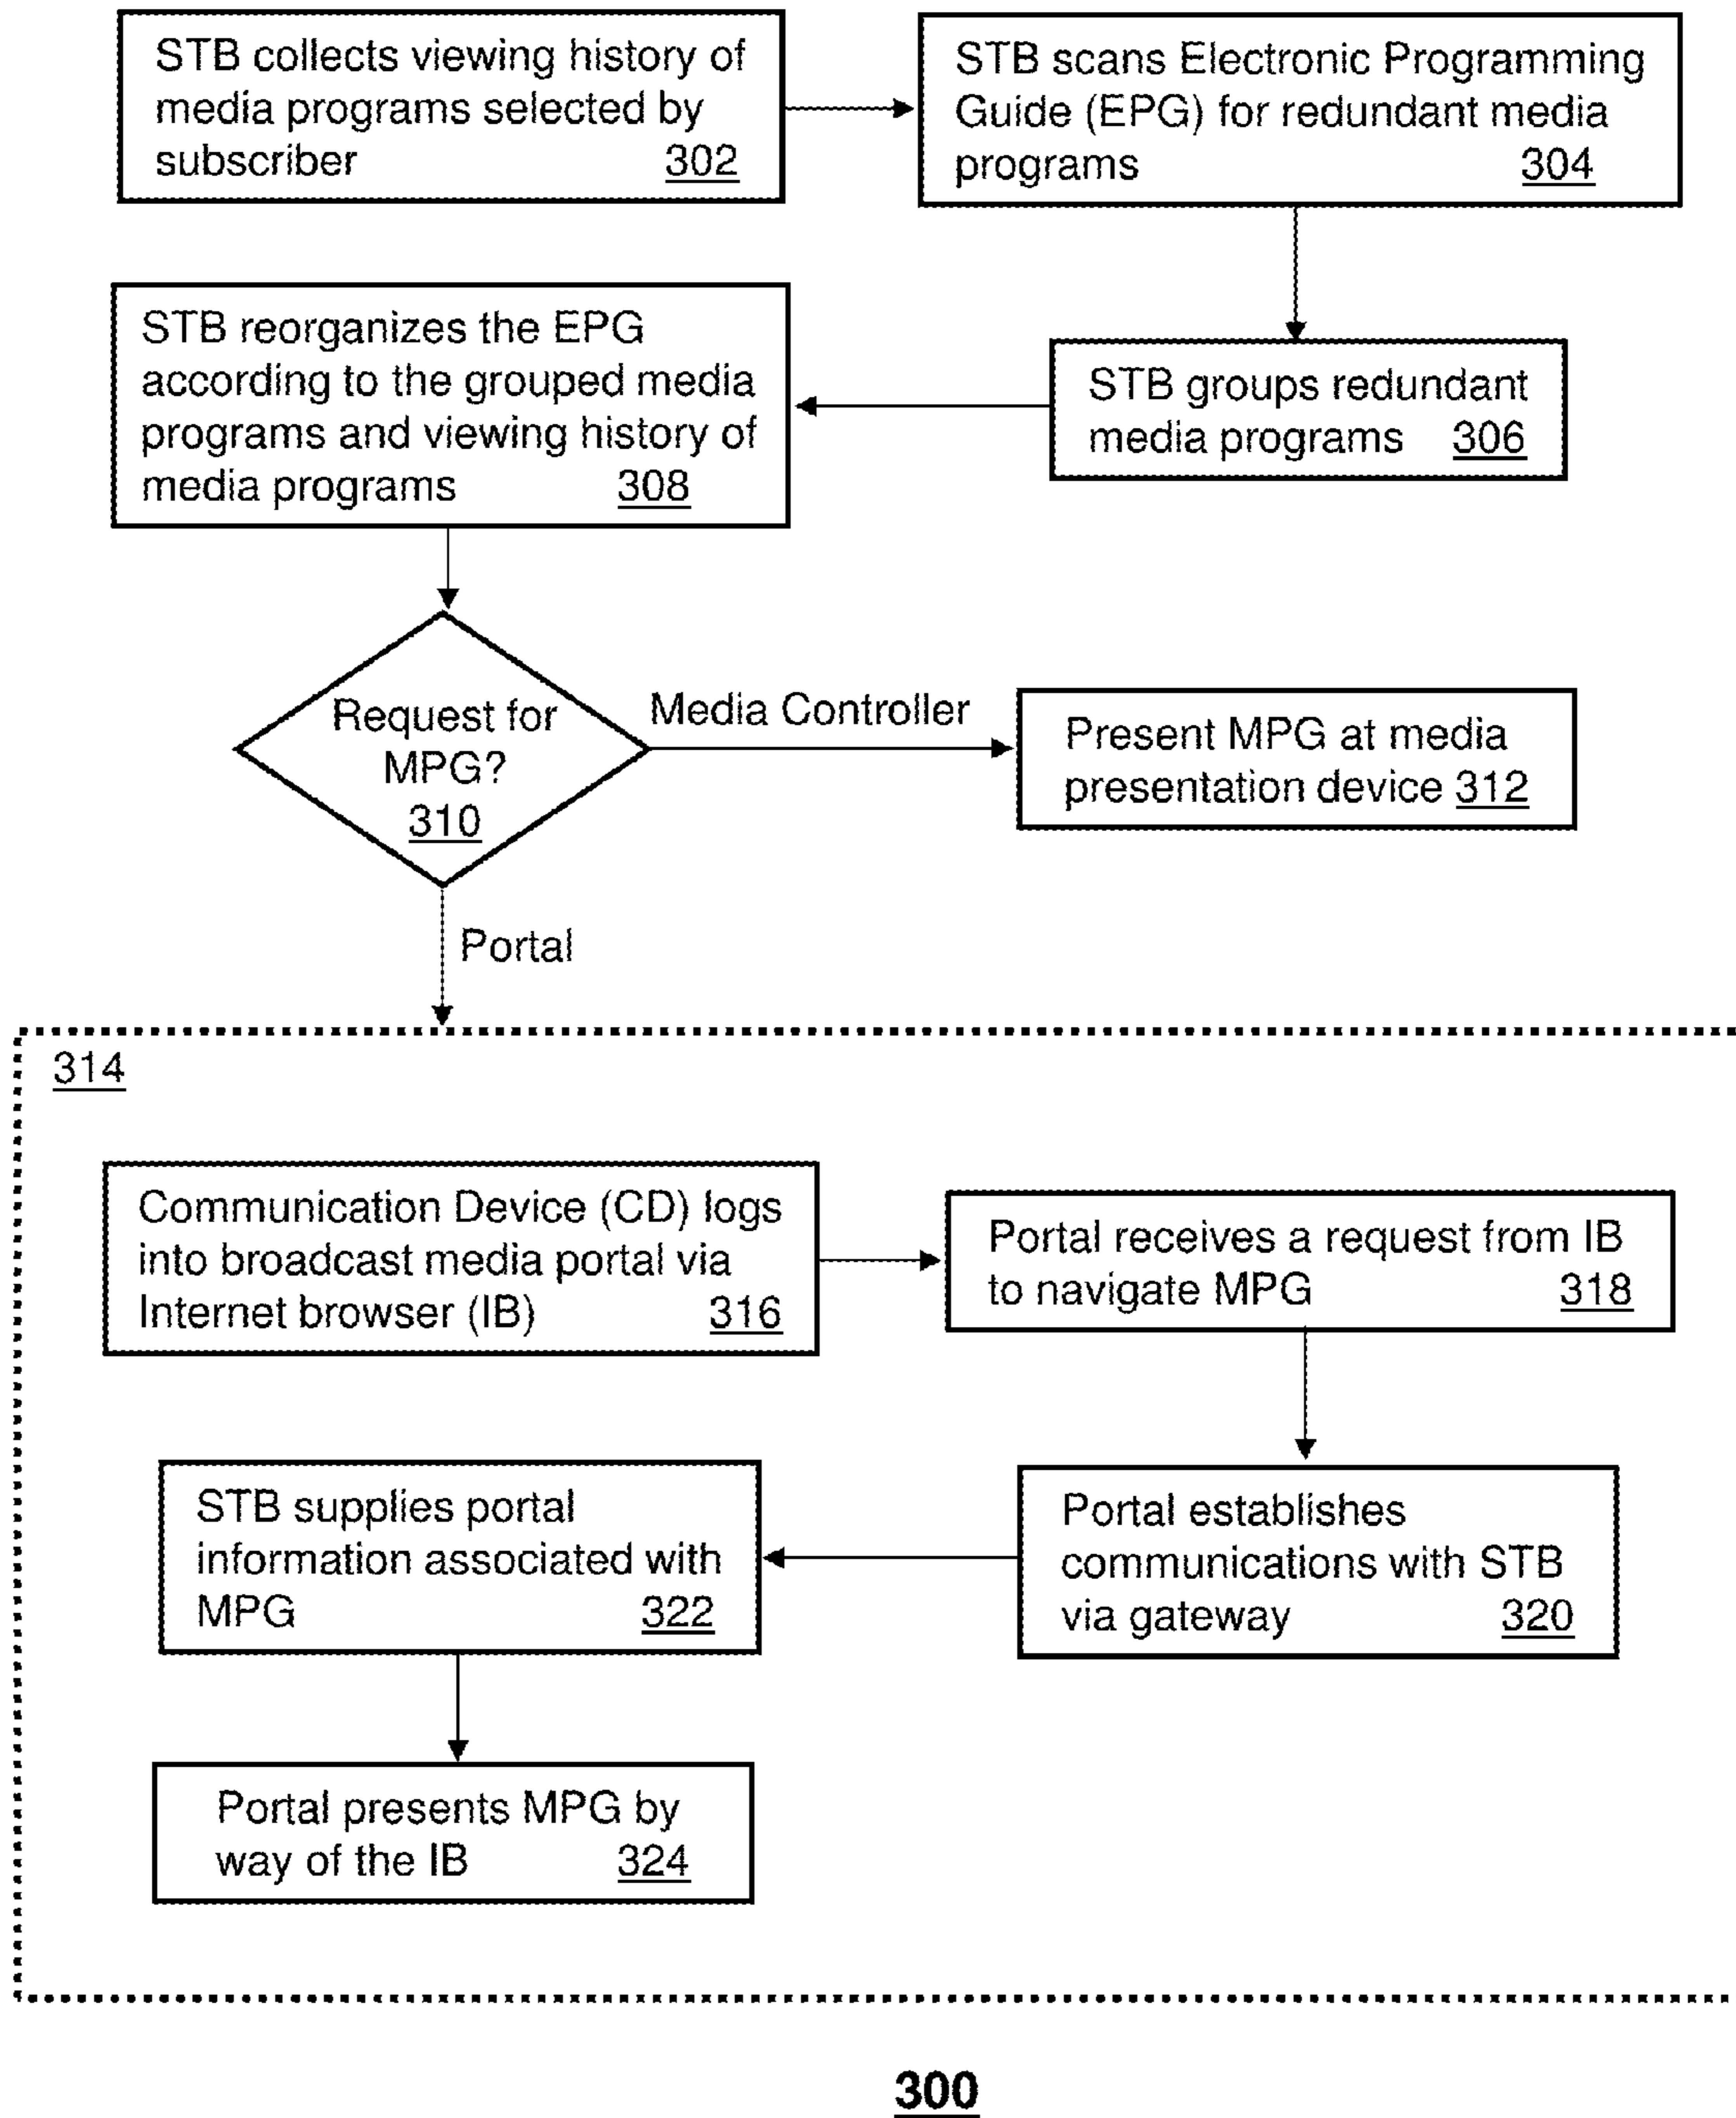 STB collects viewing history of
media programs selected by
subscriber 302
STB scans Electronic Programming
Guide (EPG) for redundant media
programs 304
STB groups redundant
media programs 306
STB reorganizes the EPG
according to the grouped media
programs and viewing history of
media programs 308
Request for
MPG?
310
Media Controller
Present MPG at media
presentation device 312
Portal
314
Communication Device (CD) logs
into broadcast media portal via
Internet browser (IB) 316
Portal receives a request from IB
to navigate MPG 318
Portal establishes
communications with STB
via gateway 320
STB supplies portal
information associated with
MPG 322
Portal presents MPG by
way of the IB 324
300